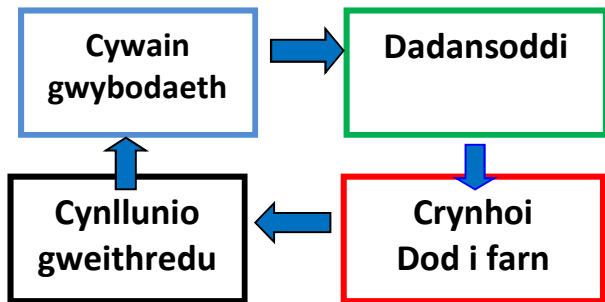 Cywain
gwybodaeth
Dadansoddi
Crynhoi
Dod i farn
Cynllunio
gweithredu